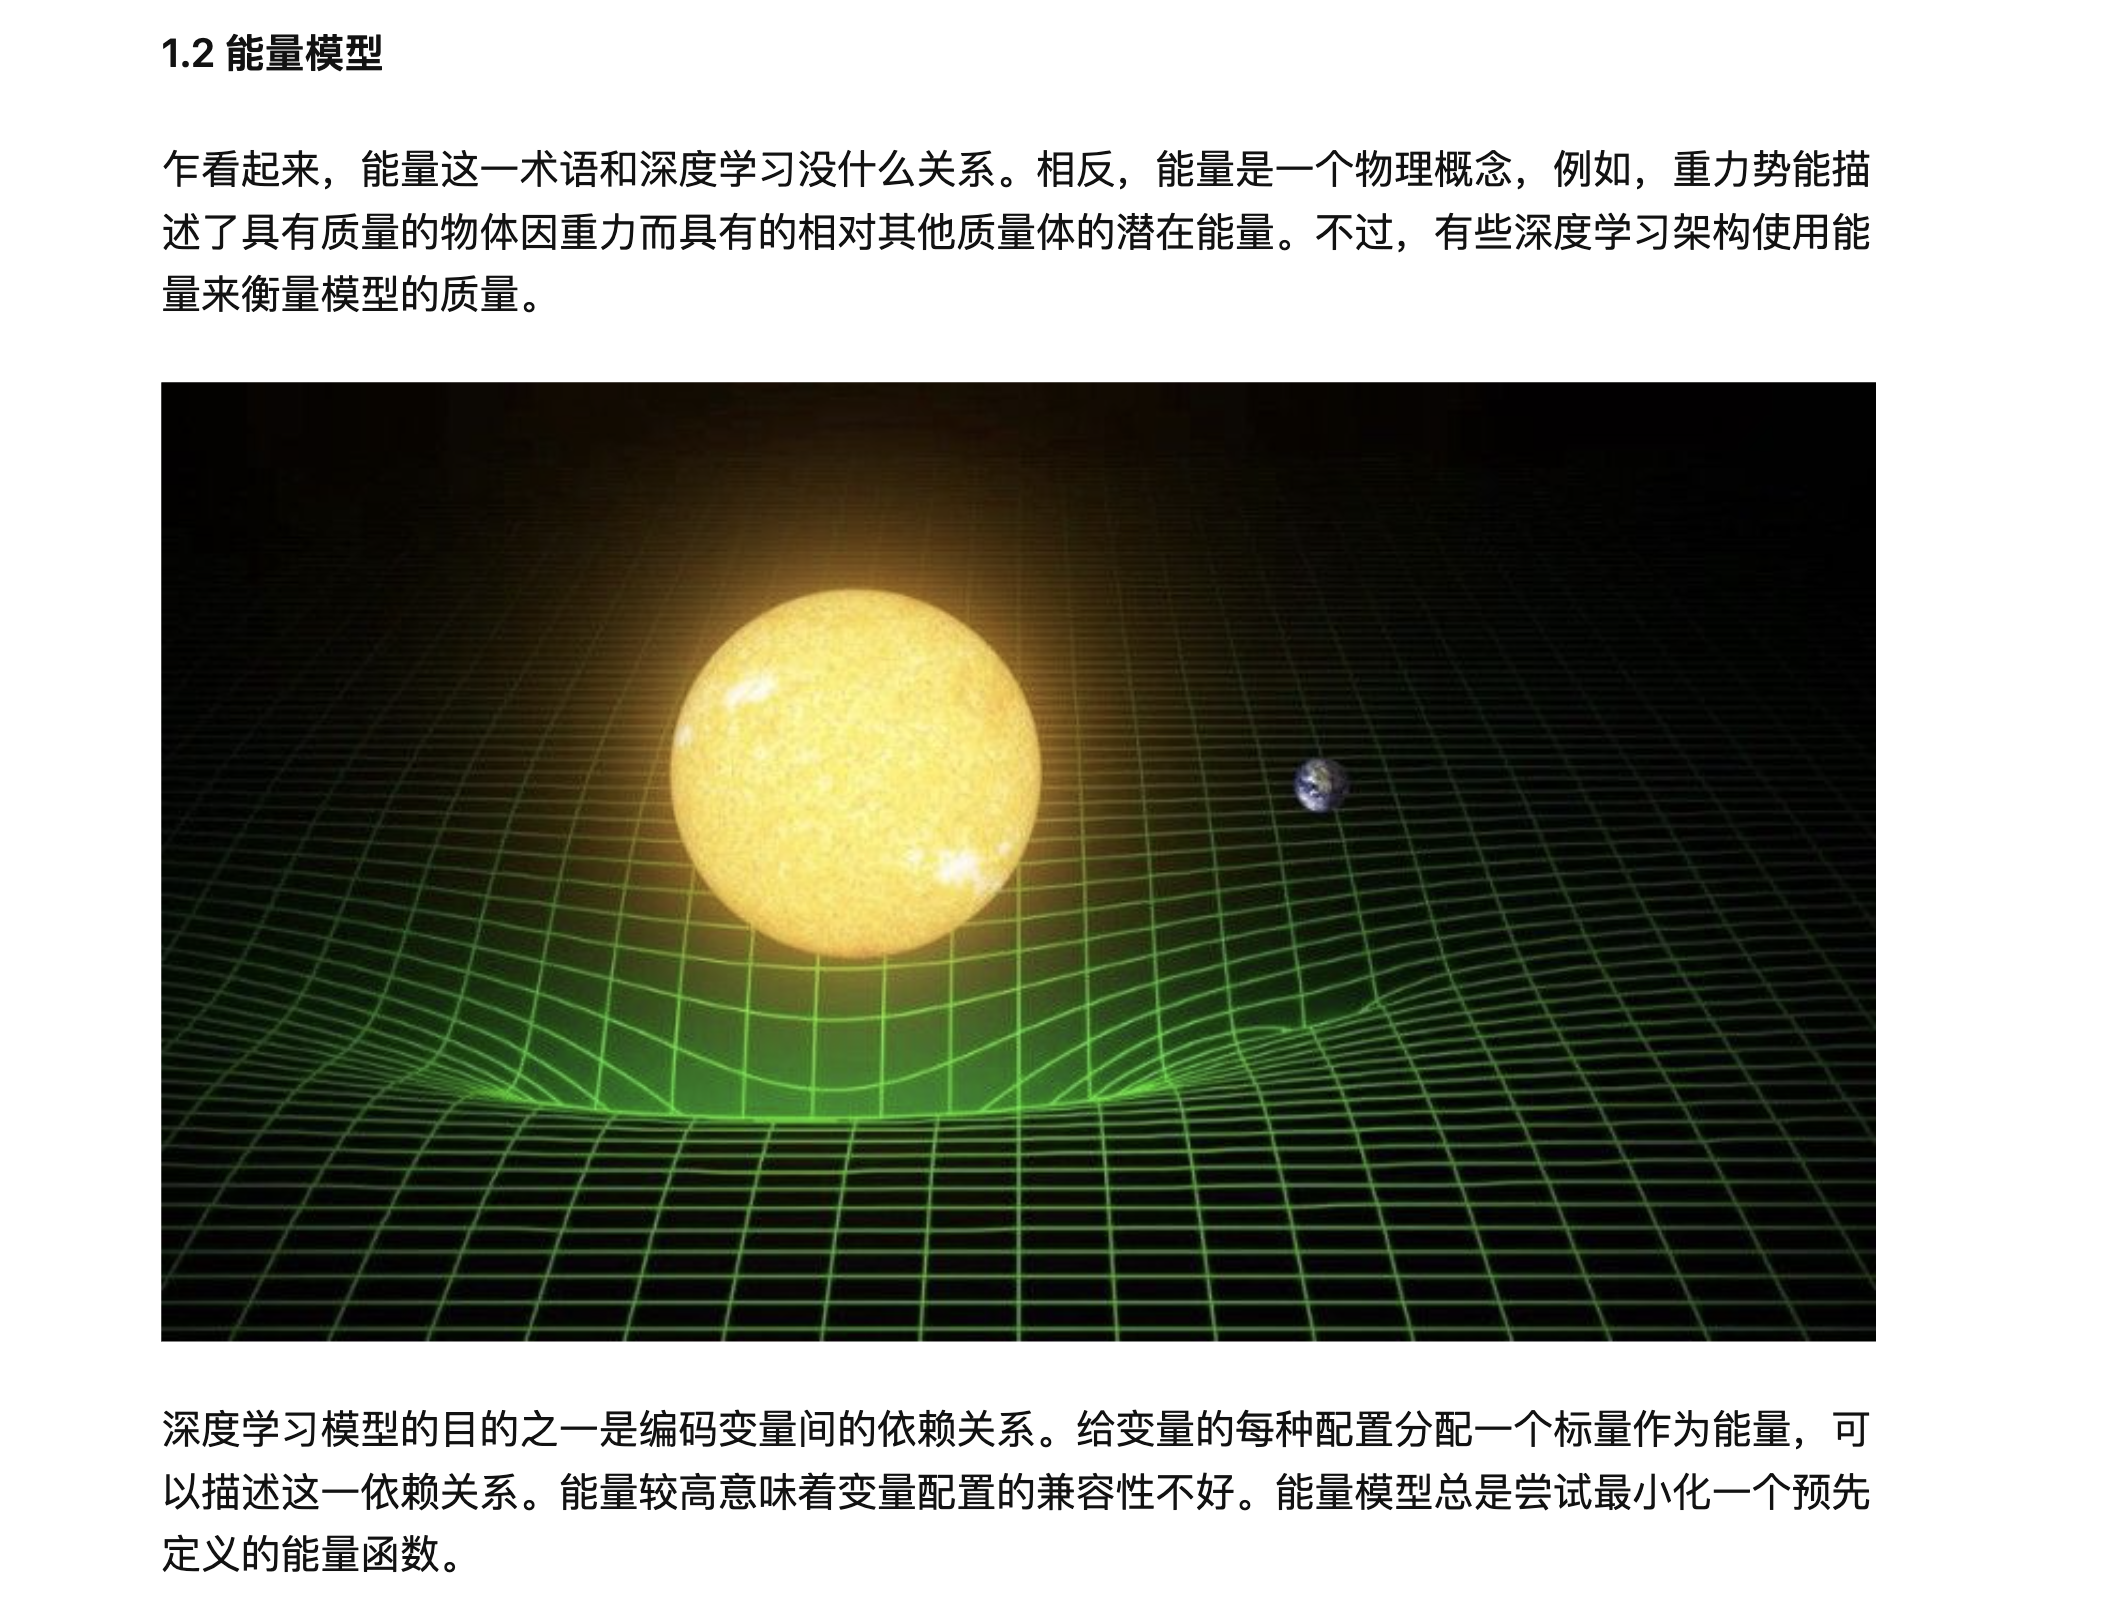 1.2 能量模型
乍看起来，能量这一术语和深度学习没什么关系。相反，能量是一个物理概念，例如，重力势能描
述了具有质量的物体因重力而具有的相对其他质量体的潜在能量。不过，有些深度学习架构使用能
量来衡量模型的质量。
深度学习模型的目的之一是编码变量间的依赖关系。给变量的每种配置分配一个标量作为能量，可
以描述这一依赖关系。能量较高意味着变量配置的兼容性不好。能量模型总是尝试最小化一个预先
定义的能量函数。